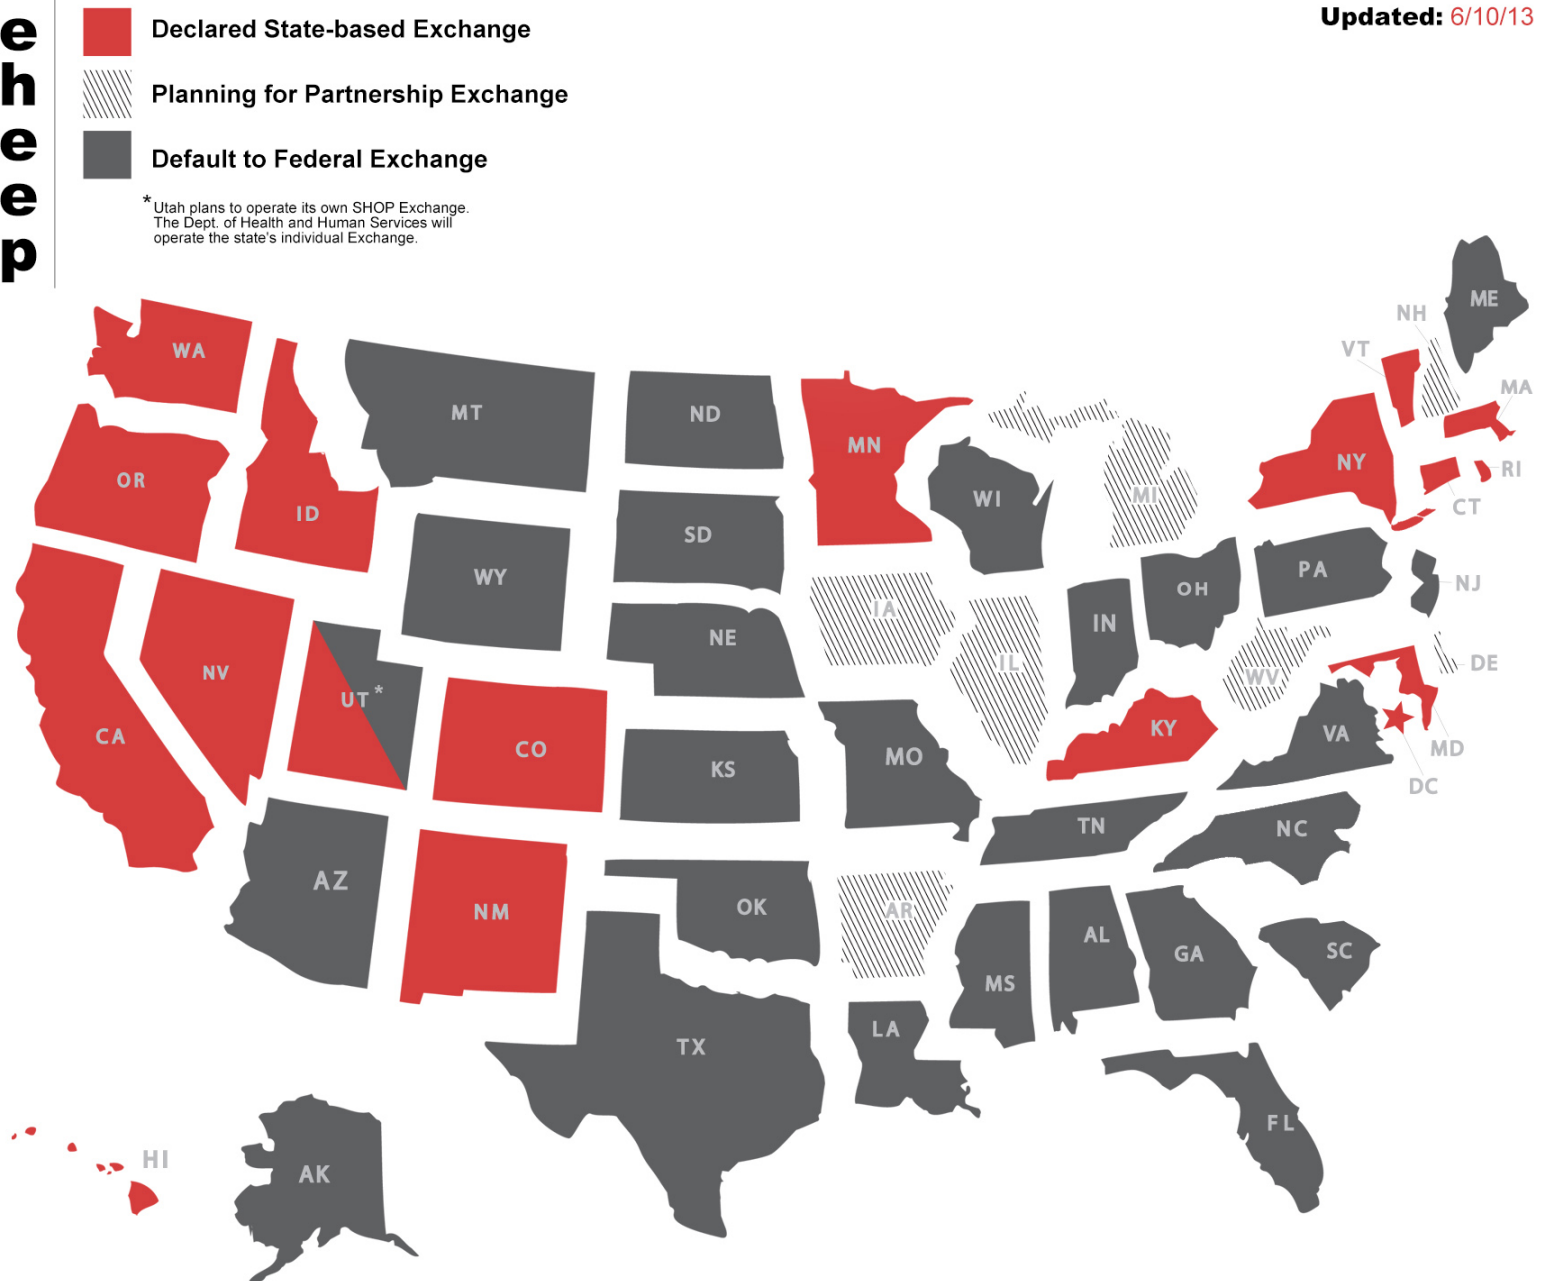 e
h
e
e
p
Declared State-based Exchange
Planning for Partnership Exchange
Default to Federal Exchange
* Utah plans to operate its own SHOP Exchange.
The Dept. of Health and Human Services will
operate the state's individual Exchange.
Updated: 6/10/13
ME
NH
VT
MA
WA
MT
ND
MN
NY
RI
OR
ID
WI
MI
CT
SD
WY
PA
NJ
OH
IA
IN
NE
IL
WV
DE
NV
UT*
CA
CO
KS
MO
KY
VA
MD
DC
TN
NC
AZ
NM
OK
AR
AL
GA
SC
MS
LA
TX
FL
HI
AK